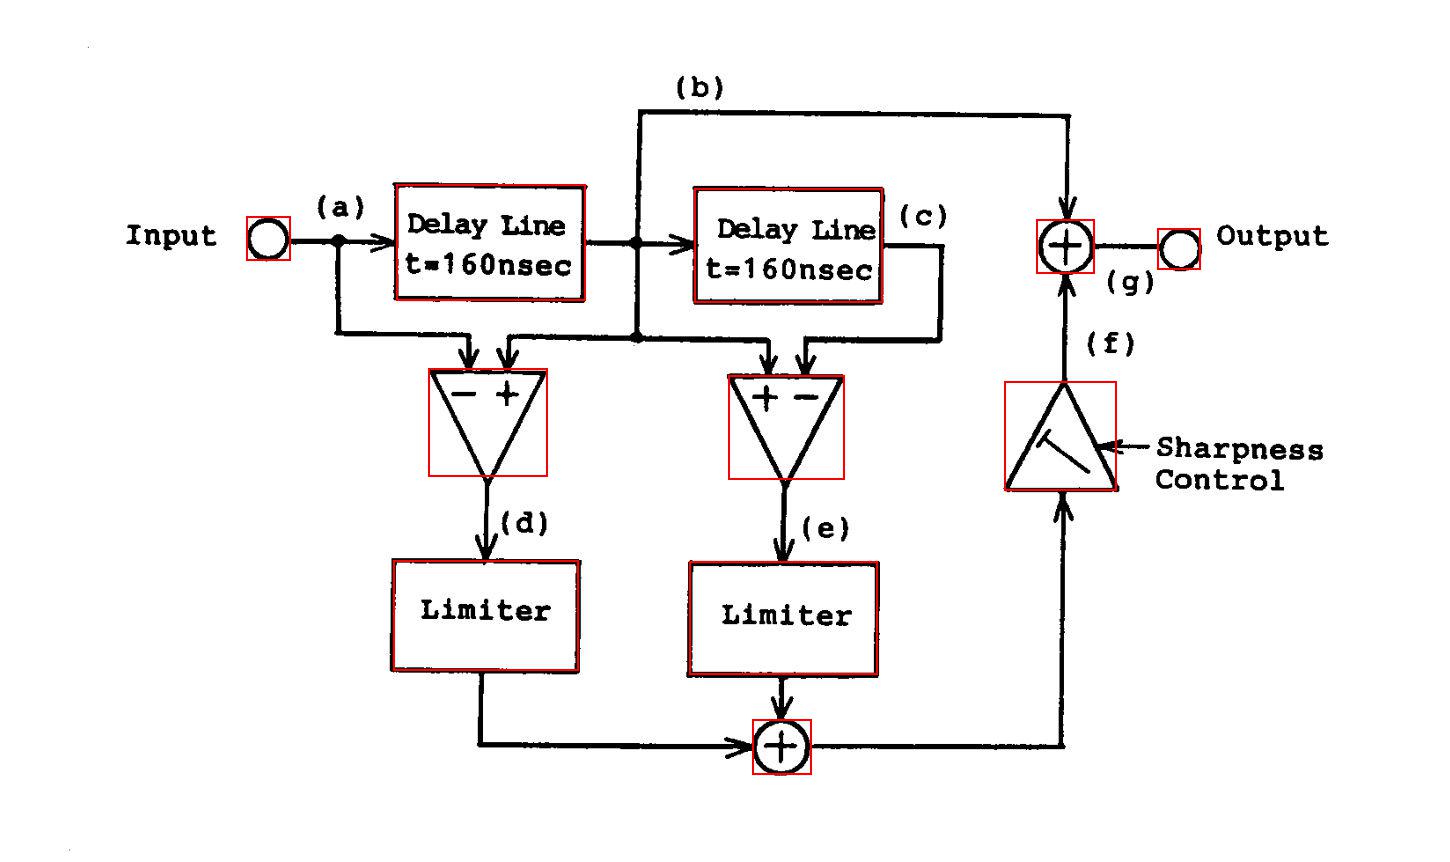 (b)
(a)
Input
Delay Line
t=160nsec
Delay Line
t=160nsec
(c)
+
Output
(g)
(f)
- +
+ -
Sharpness
Control
(d)
(e)
Limiter
Limiter
+